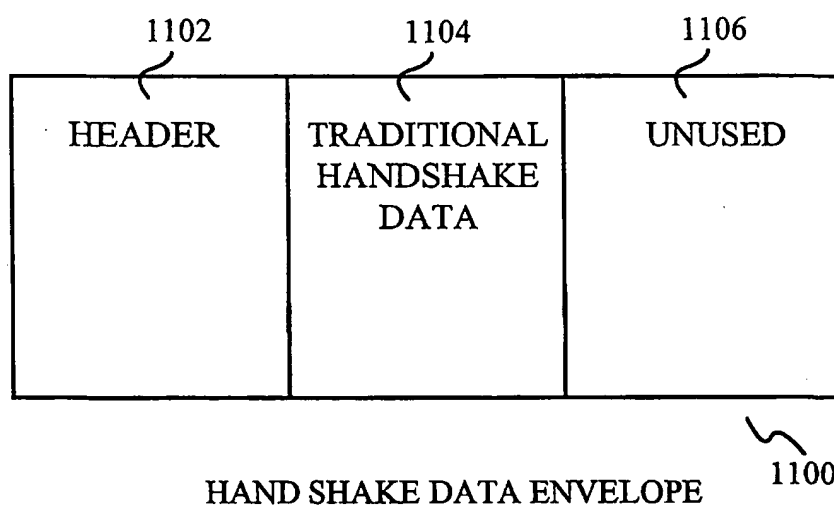 1102 1104 1106
HEADER TRADITIONAL HANDSHAKE DATA UNUSED
1100
HAND SHAKE DATA ENVELOPE